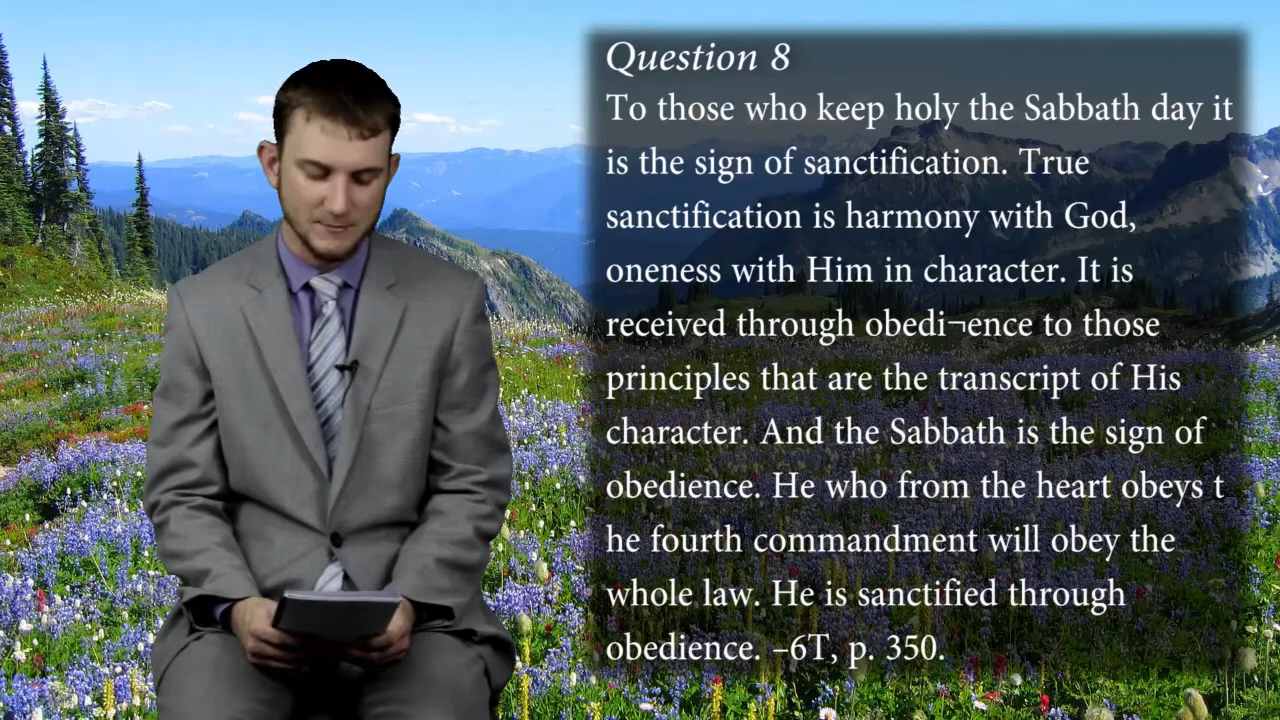 Question 8
To those who keep holy the Sabbath day it
is the sign of sanctification. True
sanctification is harmony with God,
oneness with Him in character. It is
received through obedi¬ence to those
principles that are the transcript of His
character. And the Sabbath is the sign of
obedience. He who from the heart obeys t
he fourth commandment will obey the
whole law. He is sanctified through
obedience. –6T, p. 350.